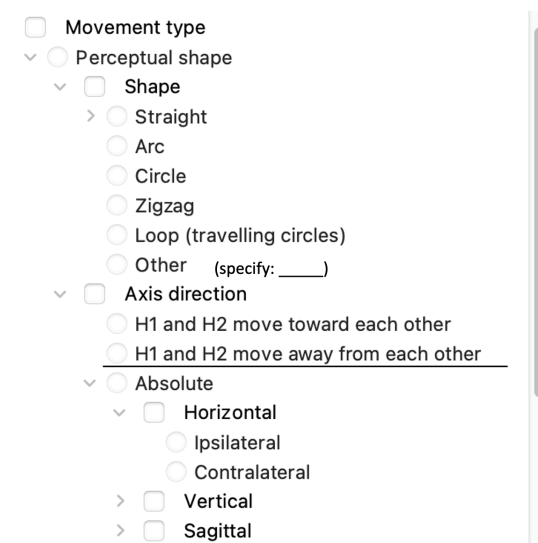 Movement type
Perceptual shape
Shape
Straight
Arc
Circle
Zigzag
Loop (travelling circles)
Other (specify: _____)
Axis direction
H1 and H2 move toward each other
H1 and H2 move away from each other
Absolute
Horizontal
Ipsilateral
Contralateral
Vertical
Sagittal